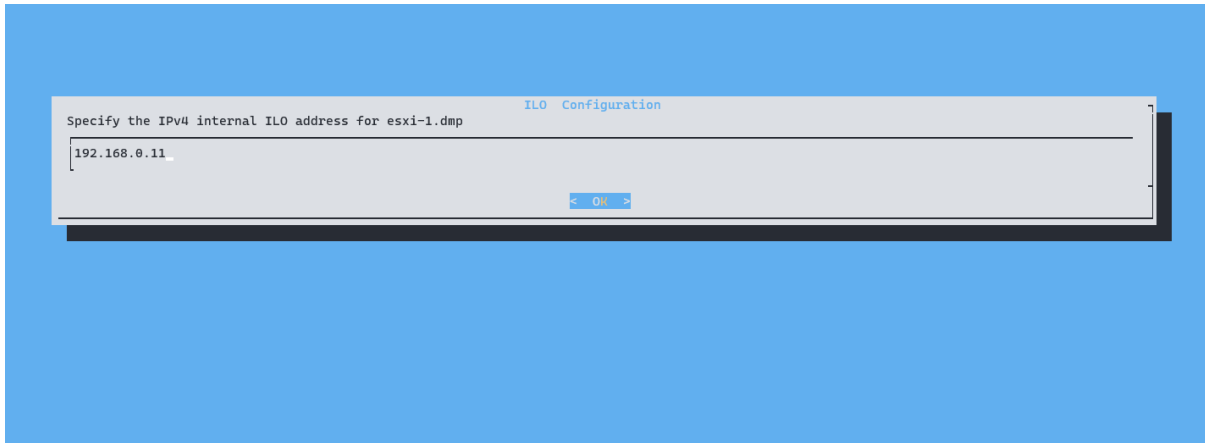 ILO  Configuration
Specify the IPv4 internal ILO address for esxi-1.dmp
192.168.0.11
<  OK  >